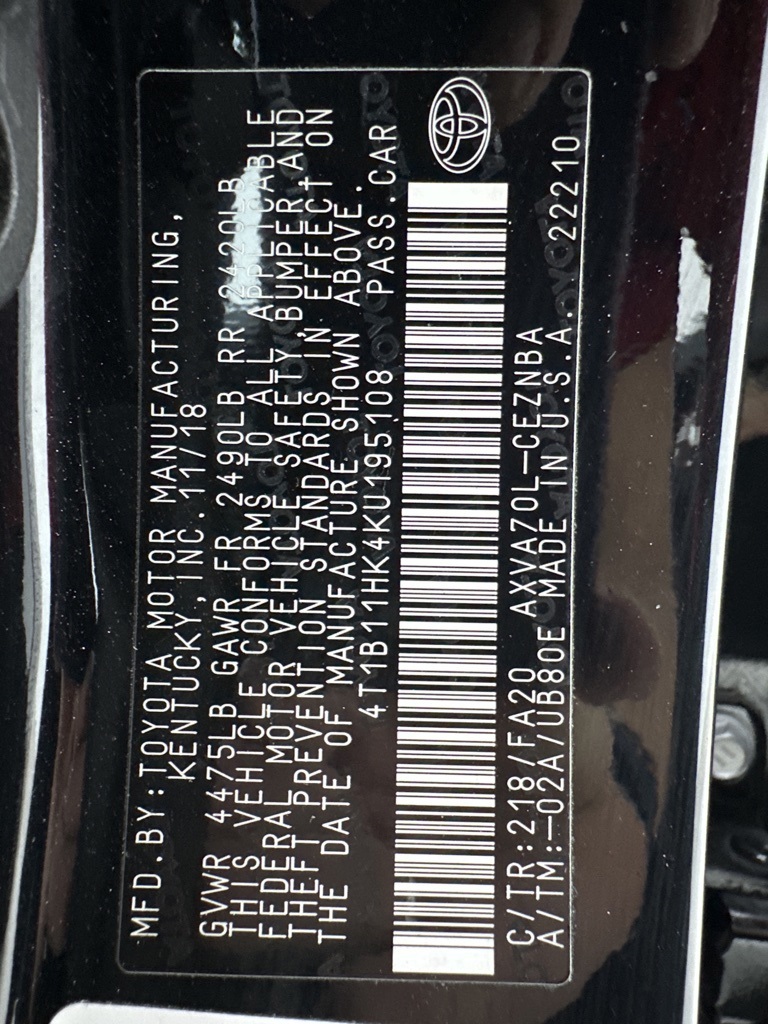 MFD.BY:TOYOTA MOTOR MANUFACTURING,
KENTUCKY,INC.11/18
GVWR 4475LB GAWR FR 2490LB RR 2420LB
THIS VEHICLE CONFORMS TO ALL APPLICABLE
FEDERAL MOTOR VEHICLE SAFETY,BUMPER,AND
THEFT PREVENTION STANDARDS IN EFFECT ON
THE DATE OF MANUFACTURE SHOWN ABOVE.
4T1B11HK4KU195108 PASS.CAR
C/TR:218/FA20 AXVA70L-CEZNBA
A/TM:-02A/UB80E MADE IN U.S.A. 22210